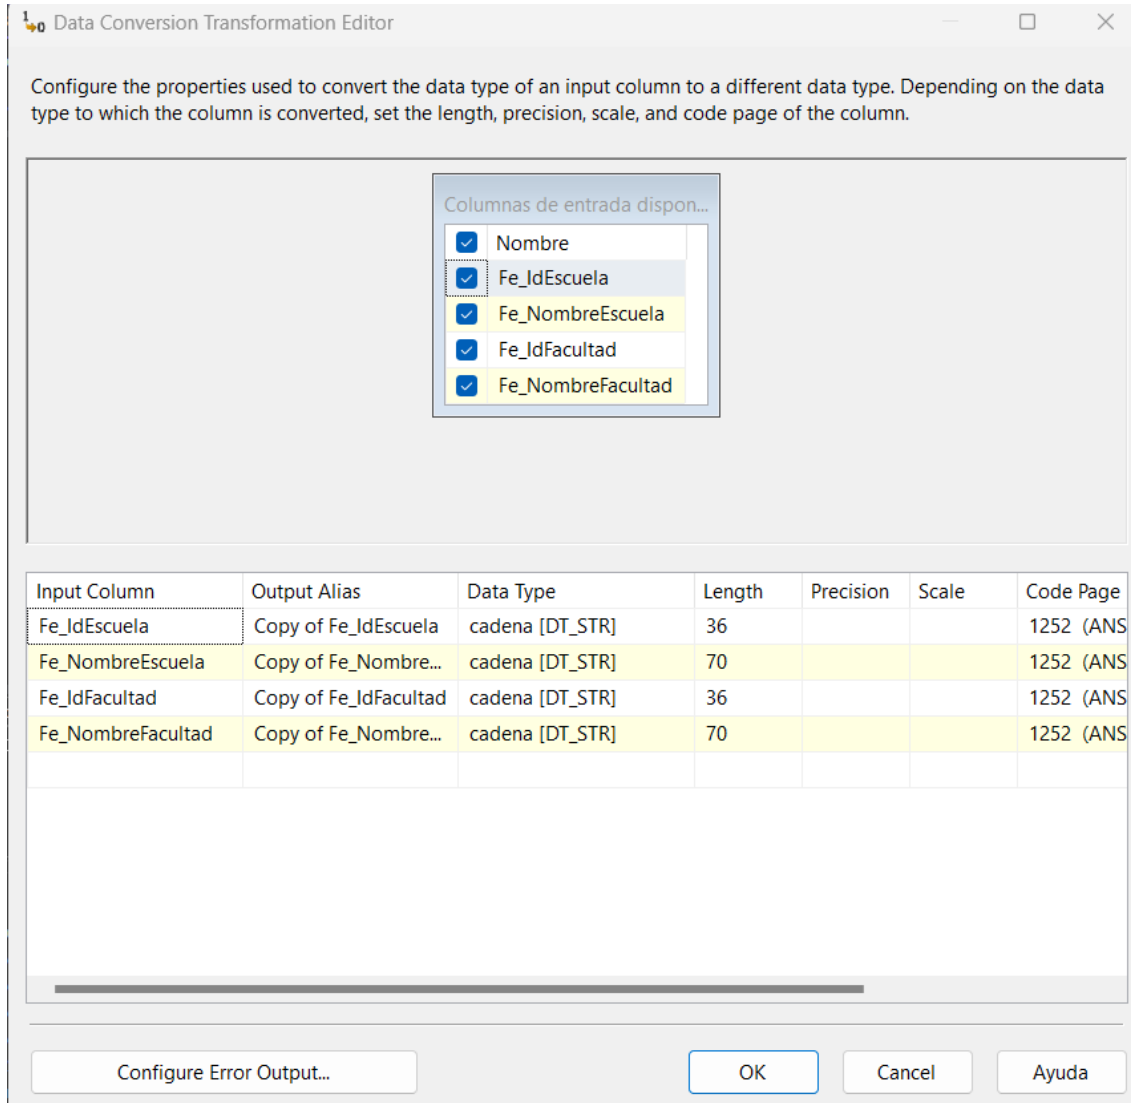 Data Conversion Transformation Editor
Configure the properties used to convert the data type of an input column to a different data type. Depending on the data
type to which the column is converted, set the length, precision, scale, and code page of the column.
Columnas de entrada dispon...
Nombre
Fe_IdEscuela
Fe_NombreEscuela
Fe_IdFacultad
Fe_NombreFacultad
Input Column Output Alias Data Type Length Precision Scale Code Page
Fe_IdEscuela Copy of Fe_IdEscuela cadena [DT_STR] 36 1252 (ANS
Fe_NombreEscuela Copy of Fe_Nombre... cadena [DT_STR] 70 1252 (ANS
Fe_IdFacultad Copy of Fe_IdFacultad cadena [DT_STR] 36 1252 (ANS
Fe_NombreFacultad Copy of Fe_Nombre... cadena [DT_STR] 70 1252 (ANS
Configure Error Output... OK Cancel Ayuda